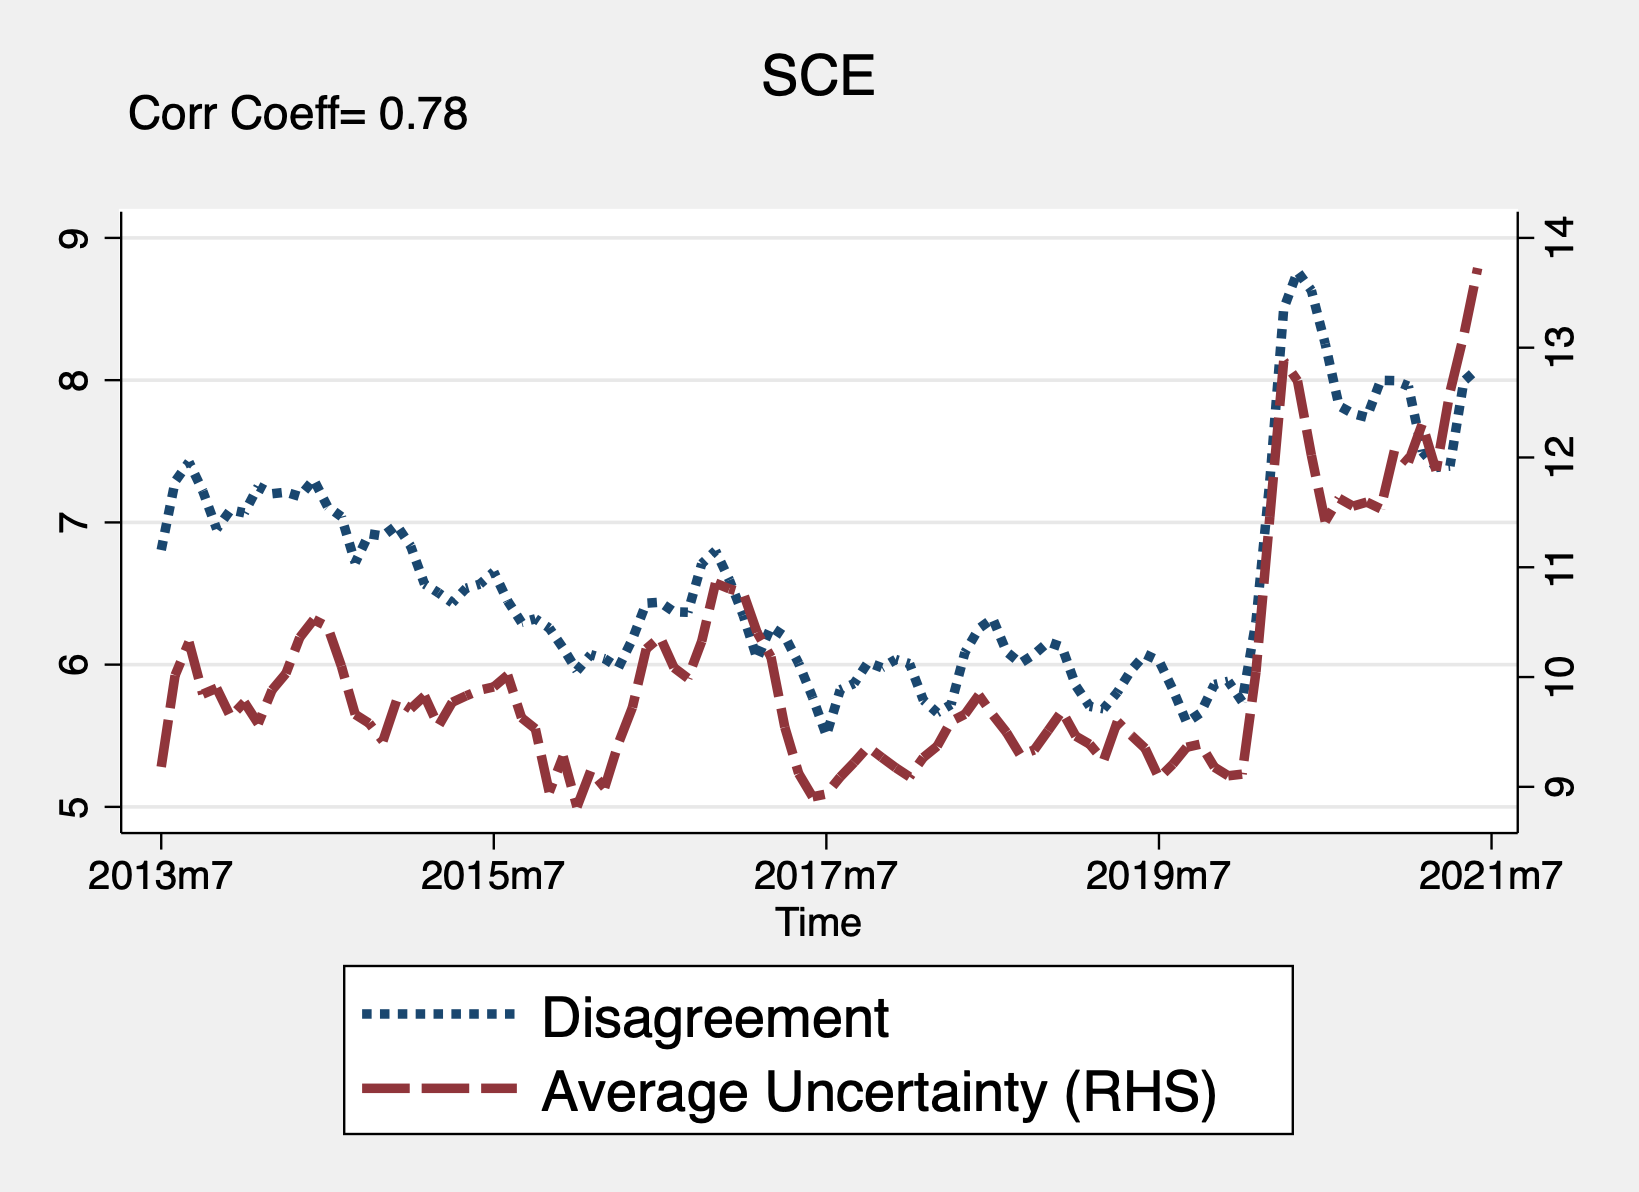 SCE
Corr Coeff= 0.78
9
8
7
6
5
14
13
12
11
10
9
2013m7 2015m7 2017m7 2019m7 2021m7
Time
Disagreement
Average Uncertainty (RHS)